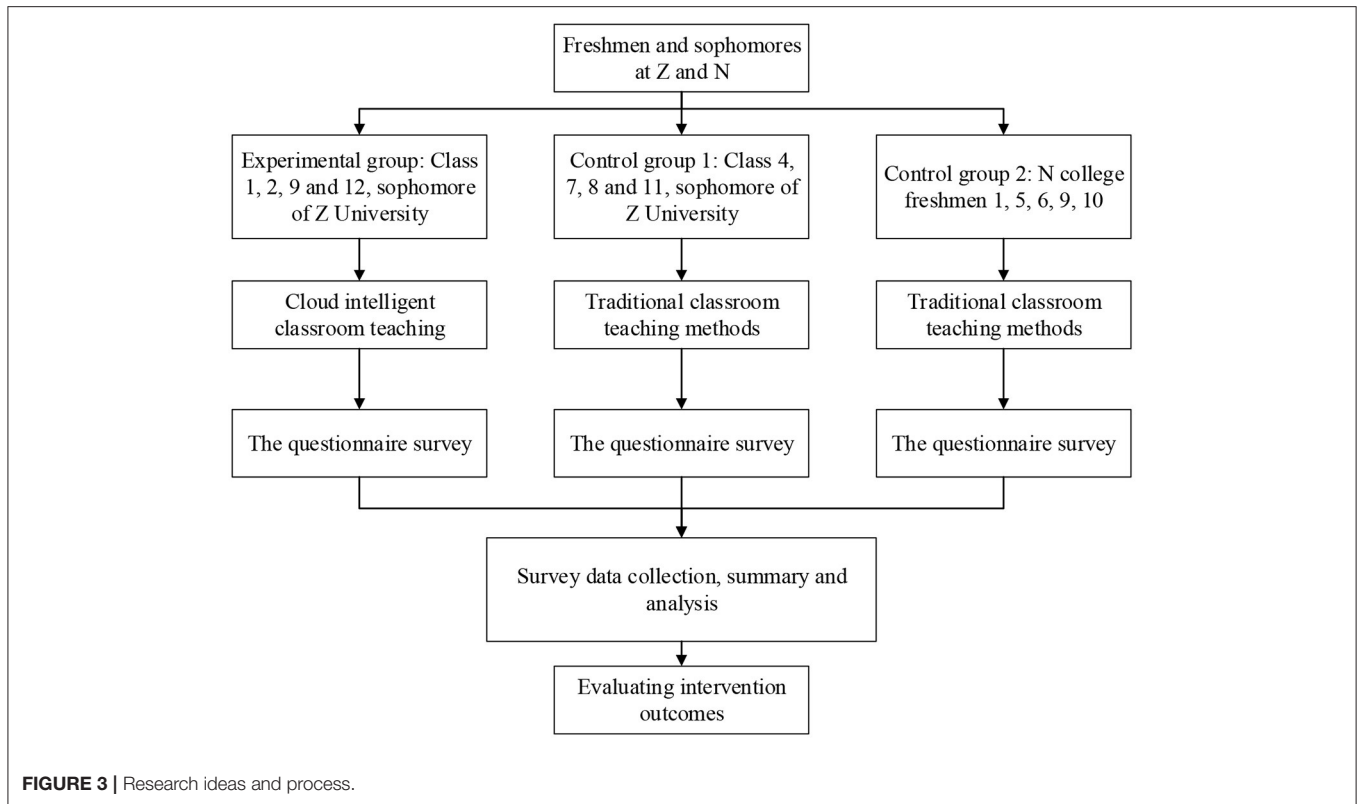 Freshmen and sophomores
at Z and N
Experimental group: Class
1, 2, 9 and 12, sophomore
of Z University
Control group 1: Class 4,
7, 8 and 11, sophomore of
Z University
Control group 2: N college
freshmen 1, 5, 6, 9, 10
Cloud intelligent
classroom teaching
Traditional classroom
teaching methods
Traditional classroom
teaching methods
The questionnaire survey
The questionnaire survey
The questionnaire survey
Survey data collection, summary and
analysis
Evaluating intervention
outcomes
FIGURE 3 | Research ideas and process.